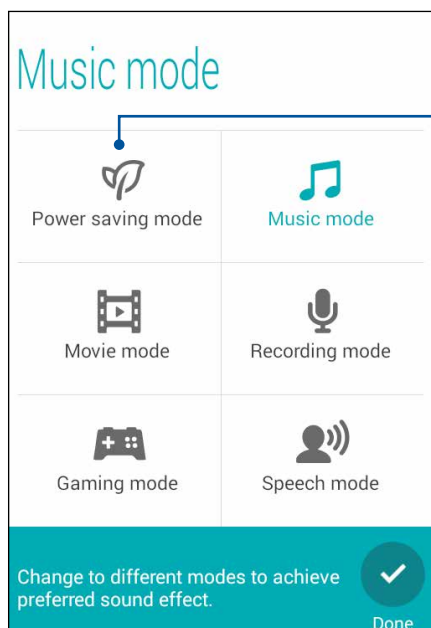 Music mode
Power saving mode
Music mode
Movie mode
Recording mode
Gaming mode
Speech mode
Change to different modes to achieve
preferred sound effect.
Done